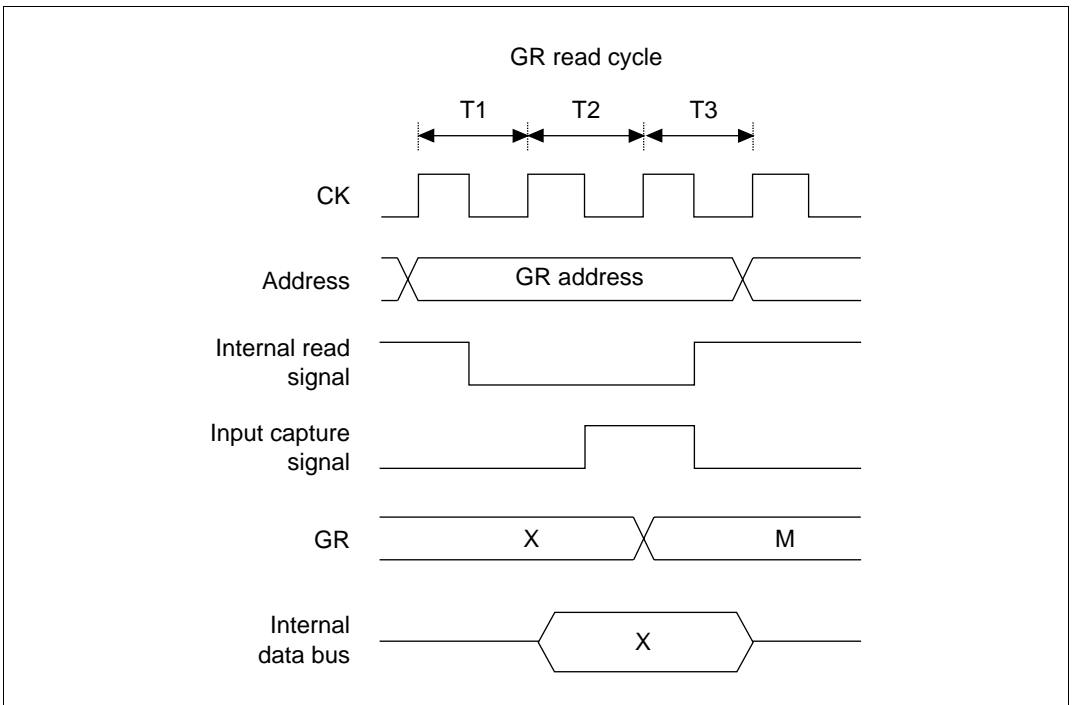 GR read cycle
T1 T2 T3
CK
Address GR address
Internal read
signal
Input capture
signal
GR X M
Internal
data bus X